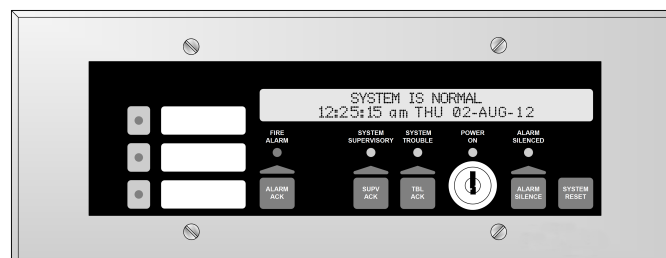 SYSTEM IS NORMAL
12:25:15 am THU 02-AUG-12
FIRE ALARM
SYSTEM SUPERVISORY
SYSTEM TROUBLE
POWER ON
ALARM SILENCED
ALARM ACK
SUPV ACK
TBL ACK
ALARM SILENCE
SYSTEM RESET